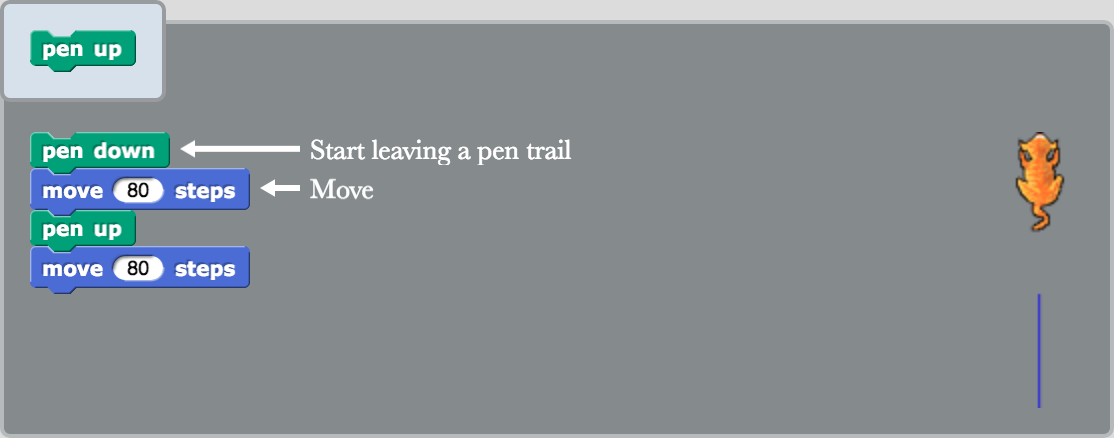 pen up
pen down
Start leaving a pen trail
move 80 steps
Move
pen up
move 80 steps